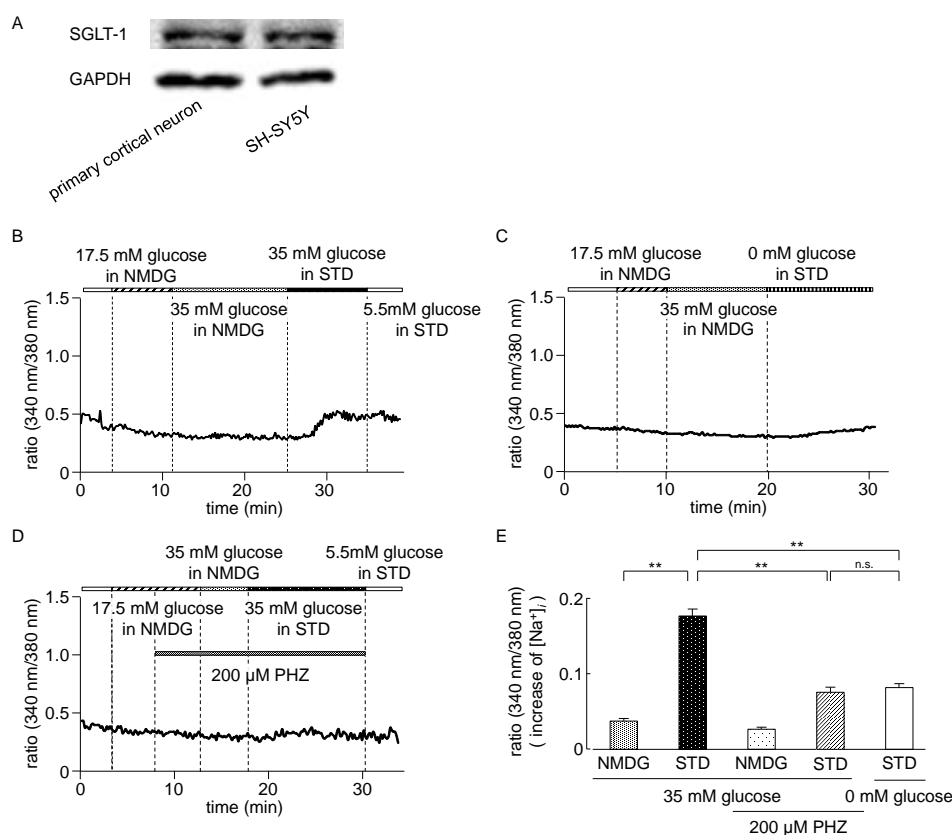 A
SGLT-1
GAPDH
primary cortical neuron
SH-SY5Y
B
17.5 mM glucose
in NMDG
35 mM glucose
in STD
35 mM glucose
in NMDG
5.5mM glucose
in STD
ratio (340 nm/380 nm)
1.5
1.0
0.5
0
0
10
20
30
time (min)
C
17.5 mM glucose
in NMDG
0 mM glucose
in STD
35 mM glucose
in NMDG
ratio (340 nm/380 nm)
1.5
1.0
0.5
0
0
10
20
30
time (min)
D
35 mM glucose
in NMDG
5.5mM glucose
in STD
17.5 mM glucose
in NMDG
35 mM glucose
in STD
200 µM PHZ
ratio (340 nm/380 nm)
1.5
1.0
0.5
0
0
10
20
30
time (min)
E
**
**
**
n.s.
ratio (340 nm/380 nm)
( increase of [Na⁺]i)
0.2
0.1
0
NMDG STD NMDG STD STD
35 mM glucose 0 mM glucose
200 µM PHZ